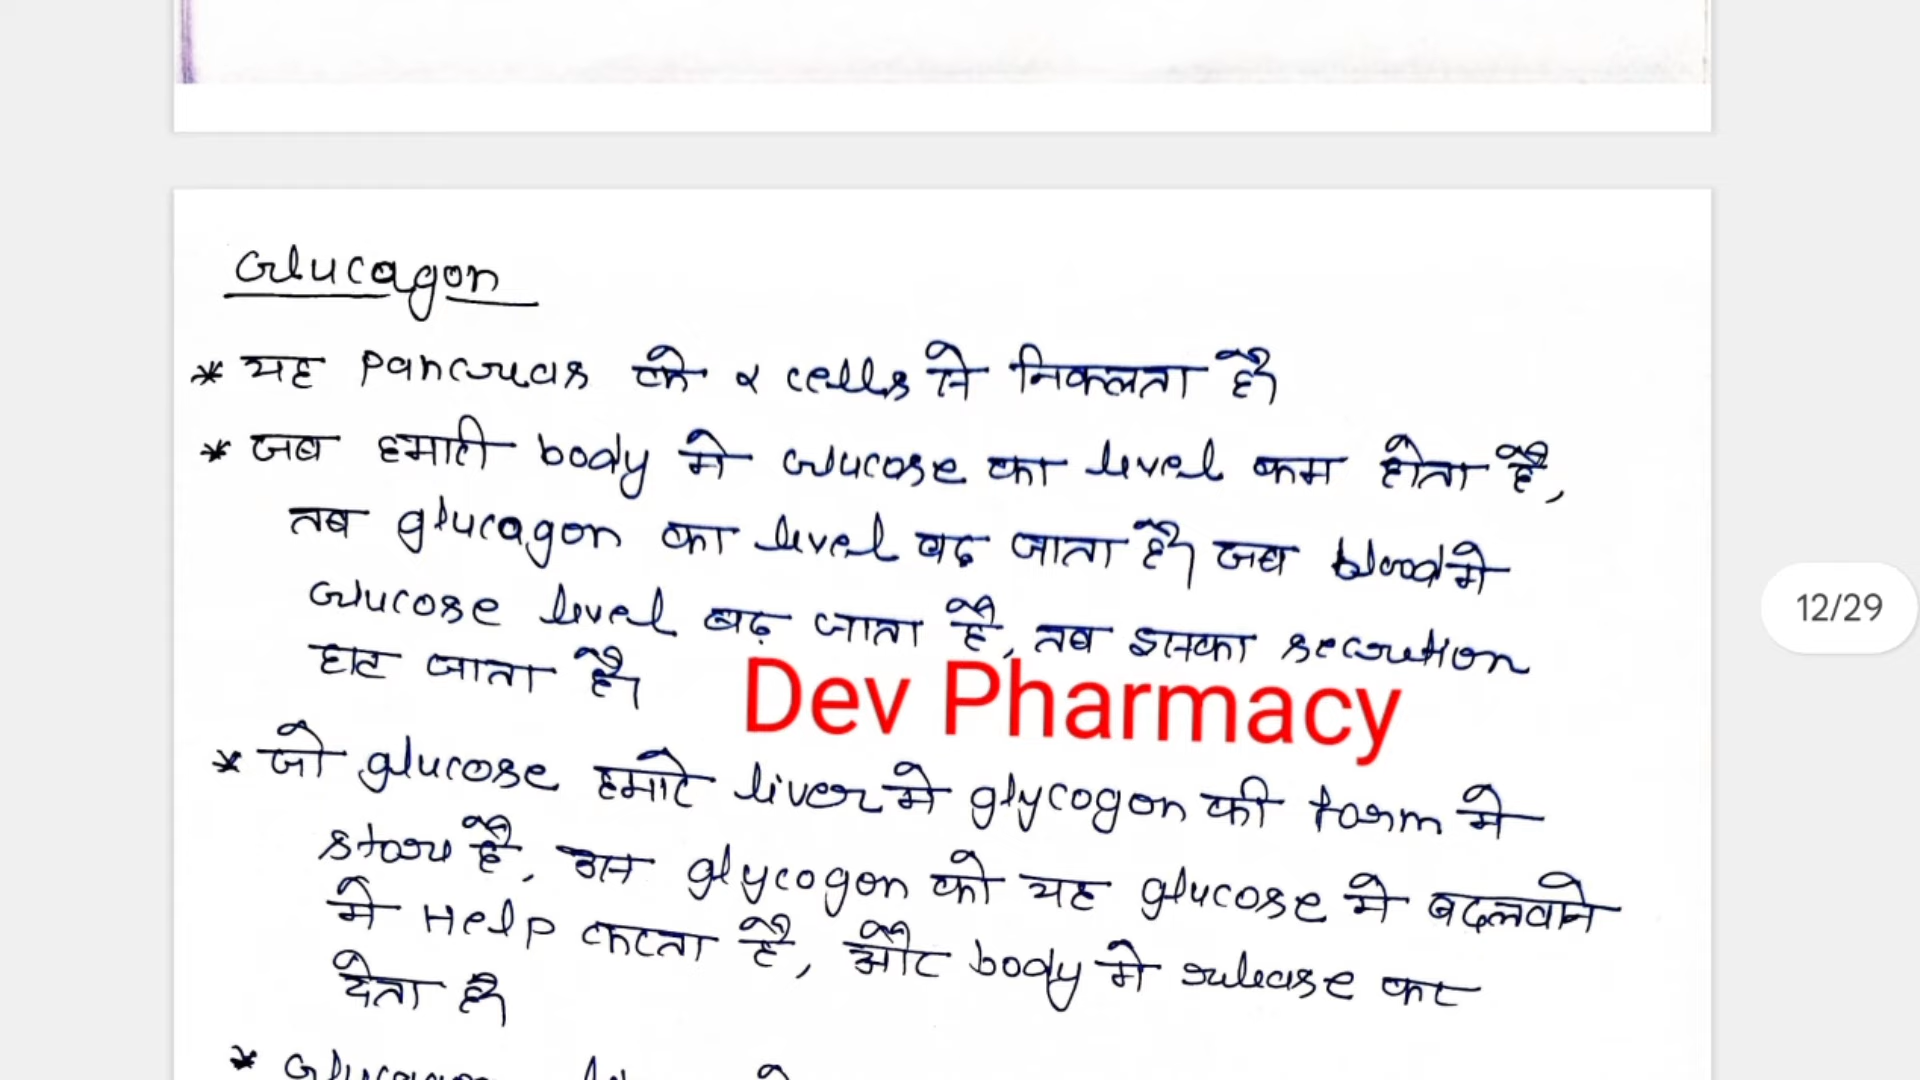 Glucagon
* यह Pancreas के α cells से निकलता है।
* जब हमारी body में Glucose का level कम होता है,
तब glucagon का level बढ़ जाता है। जब blood में
Glucose level बढ़ जाता है, तब इसका secretion
घट जाता है।
Dev Pharmacy
* जो glucose हमारे liver में glycogon की form में
store है, उस glycogon को यह glucose में बदलवाने
में Help करता है, और body में release कर
देता है।
*
12/29